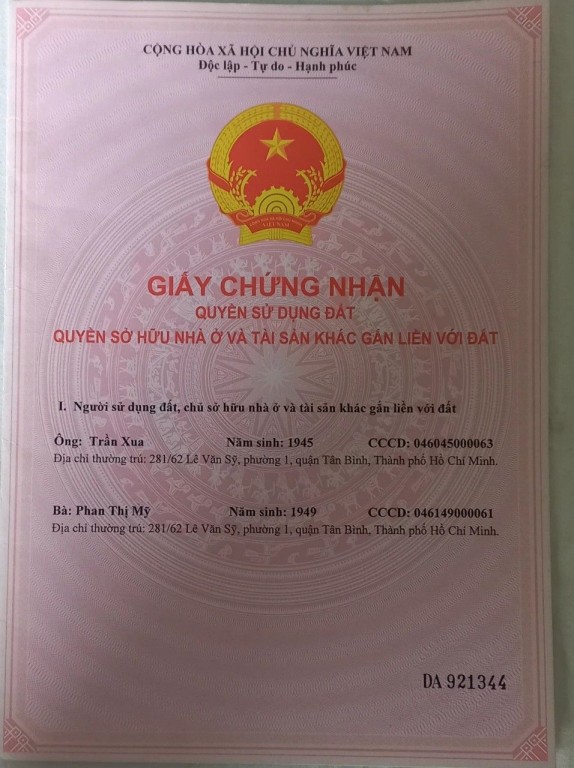 CỘNG HÒA XÃ HỘI CHỦ NGHĨA VIỆT NAM
Độc lập - Tự do - Hạnh phúc
VIỆT NAM
GIẤY CHỨNG NHẬN
QUYỀN SỬ DỤNG ĐẤT
QUYỀN SỞ HỮU NHÀ Ở VÀ TÀI SẢN KHÁC GẮN LIỀN VỚI ĐẤT
I. Người sử dụng đất, chủ sở hữu nhà ở và tài sản khác gắn liền với đất
Ông: Trần Xua Năm sinh: 1945 CCCD: 046045000063
Địa chỉ thường trú: 281/62 Lê Văn Sỹ, phường 1, quận Tân Bình, Thành phố Hồ Chí Minh.
Bà: Phan Thị Mỹ Năm sinh: 1949 CCCD: 046149000061
Địa chỉ thường trú: 281/62 Lê Văn Sỹ, phường 1, quận Tân Bình, Thành phố Hồ Chí Minh.
DA 921344